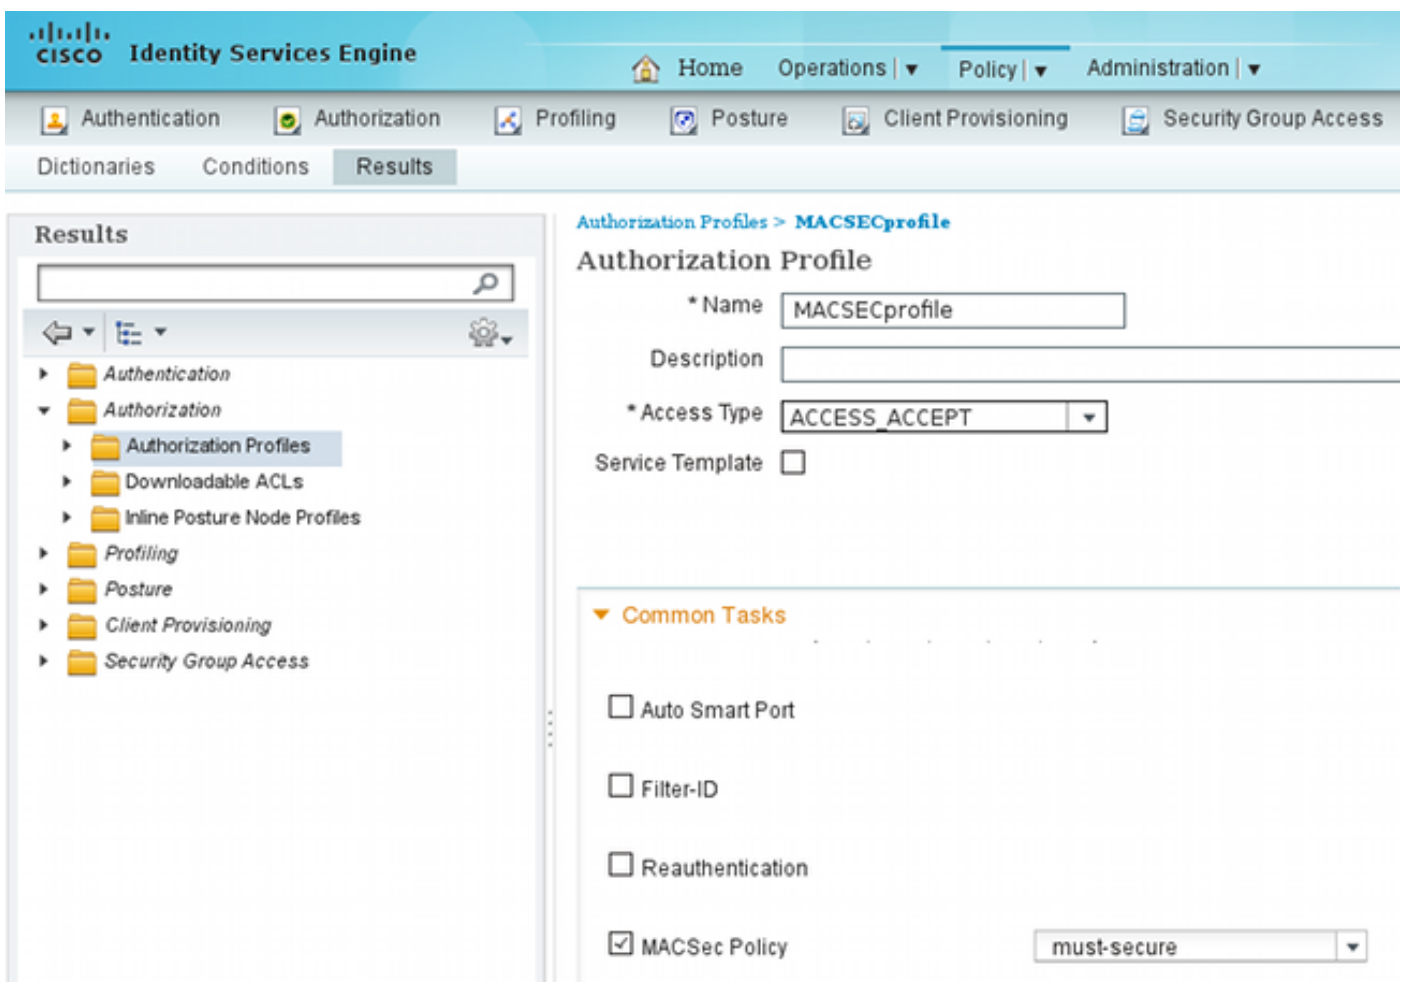 CISCO Identity Services Engine
Home Operations | Policy | Administration |
Authentication Authorization Profiling Posture Client Provisioning Security Group Access
Dictionaries Conditions Results
Results
Authentication
Authorization
Authorization Profiles
Downloadable ACLs
Inline Posture Node Profiles
Profiling
Posture
Client Provisioning
Security Group Access
Authorization Profiles > MACSECprofile
Authorization Profile
* Name MACSECprofile
Description
* Access Type ACCESS_ACCEPT
Service Template
Common Tasks
Auto Smart Port
Filter-ID
Reauthentication
MACSec Policy must-secure